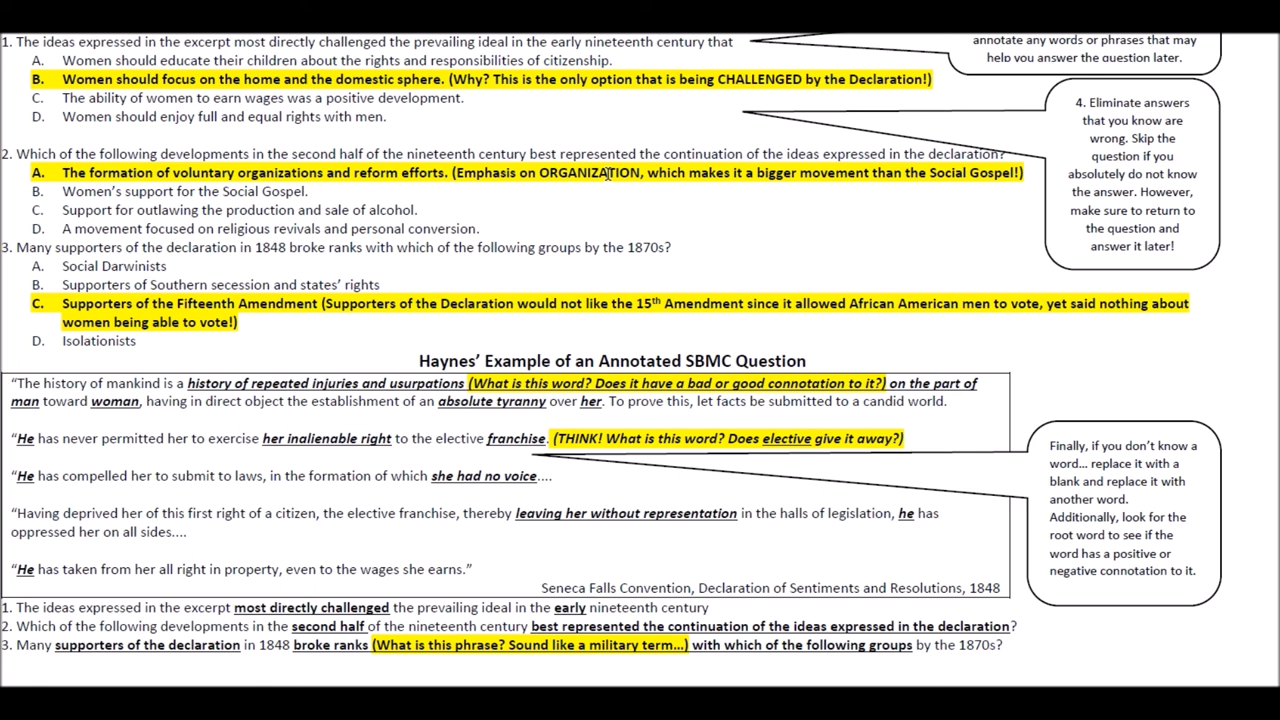 1. The ideas expressed in the excerpt most directly challenged the prevailing ideal in the early nineteenth century that
A. Women should educate their children about the rights and responsibilities of citizenship.
B. Women should focus on the home and the domestic sphere. (Why? This is the only option that is being CHALLENGED by the Declaration!)
C. The ability of women to earn wages was a positive development.
D. Women should enjoy full and equal rights with men.
annotate any words or phrases that may
help you answer the question later.
2. Which of the following developments in the second half of the nineteenth century best represented the continuation of the ideas expressed in the declaration?
A. The formation of voluntary organizations and reform efforts. (Emphasis on ORGANIZATION, which makes it a bigger movement than the Social Gospel!)
B. Women's support for the Social Gospel.
C. Support for outlawing the production and sale of alcohol.
D. A movement focused on religious revivals and personal conversion.
3. Many supporters of the declaration in 1848 broke ranks with which of the following groups by the 1870s?
A. Social Darwinists
B. Supporters of Southern secession and states' rights
C. Supporters of the Fifteenth Amendment (Supporters of the Declaration would not like the 15th Amendment since it allowed African American men to vote, yet said nothing about
women being able to vote!)
D. Isolationists
4. Eliminate answers
that you know are
wrong. Skip the
question if you
absolutely do not know
the answer. However,
make sure to return to
the question and
answer it later!
Haynes' Example of an Annotated SBMC Question
"The history of mankind is a history of repeated injuries and usurpations (What is this word? Does it have a bad or good connotation to it?) on the part of
man toward woman, having in direct object the establishment of an absolute tyranny over her. To prove this, let facts be submitted to a candid world.
"He has never permitted her to exercise her inalienable right to the elective franchise. (THINK! What is this word? Does elective give it away?)
"He has compelled her to submit to laws, in the formation of which she had no voice....
"Having deprived her of this first right of a citizen, the elective franchise, thereby leaving her without representation in the halls of legislation, he has
oppressed her on all sides....
"He has taken from her all right in property, even to the wages she earns."
Seneca Falls Convention, Declaration of Sentiments and Resolutions, 1848
Finally, if you don't know a
word... replace it with a
blank and replace it with
another word.
Additionally, look for the
root word to see if the
word has a positive or
negative connotation to it.
1. The ideas expressed in the excerpt most directly challenged the prevailing ideal in the early nineteenth century
2. Which of the following developments in the second half of the nineteenth century best represented the continuation of the ideas expressed in the declaration?
3. Many supporters of the declaration in 1848 broke ranks (What is this phrase? Sound like a military term...) with which of the following groups by the 1870s?